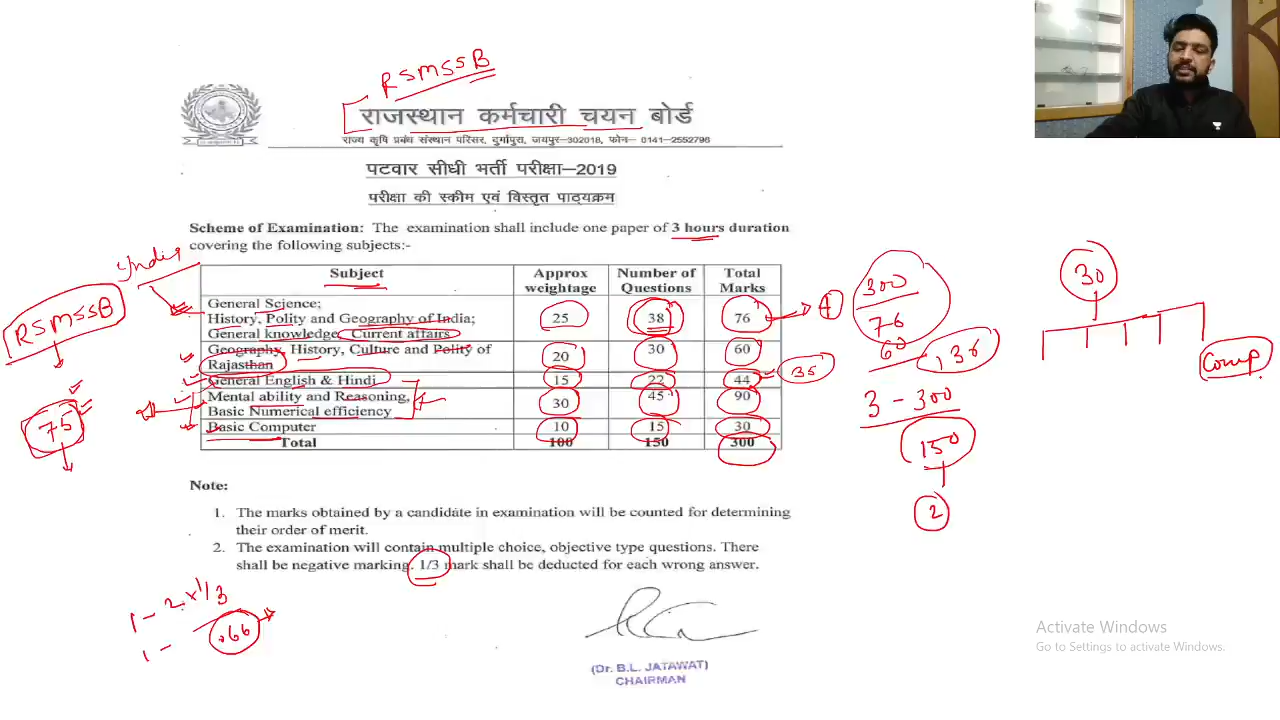 RSMSSB
राजस्थान कर्मचारी चयन बोर्ड
राज्य कृषि प्रबंध संस्थान परिसर, दुर्गापुरा, जयपुर–302018, फोन– 0141-2552796
पटवार सीधी भर्ती परीक्षा–2019
परीक्षा की स्कीम एवं विस्तृत पाठ्यक्रम
Scheme of Examination: The examination shall include one paper of 3 hours duration
covering the following subjects:-
India
RSMSSB
75
Subject Approx weightage Number of Questions Total Marks
General Science;
History, Polity and Geography of India;
General knowledge, Current affairs 25 38 76
Geography, History, Culture and Polity of
Rajasthan 20 30 60
General English & Hindi 15 22 44
Mental ability and Reasoning,
Basic Numerical efficiency 30 45 90
Basic Computer 10 15 30
Total 100 150 300
300
76
60
136
35
3 - 300
150
2
30
Comp
Note:
1. The marks obtained by a candidate in examination will be counted for determining
their order of merit.
2. The examination will contain multiple choice, objective type questions. There
shall be negative marking. 1/3 mark shall be deducted for each wrong answer.
1 - 2 x 1/3
1 - .66
(Dr. B.L. JATAWAT)
CHAIRMAN
Activate Windows
Go to Settings to activate Windows.